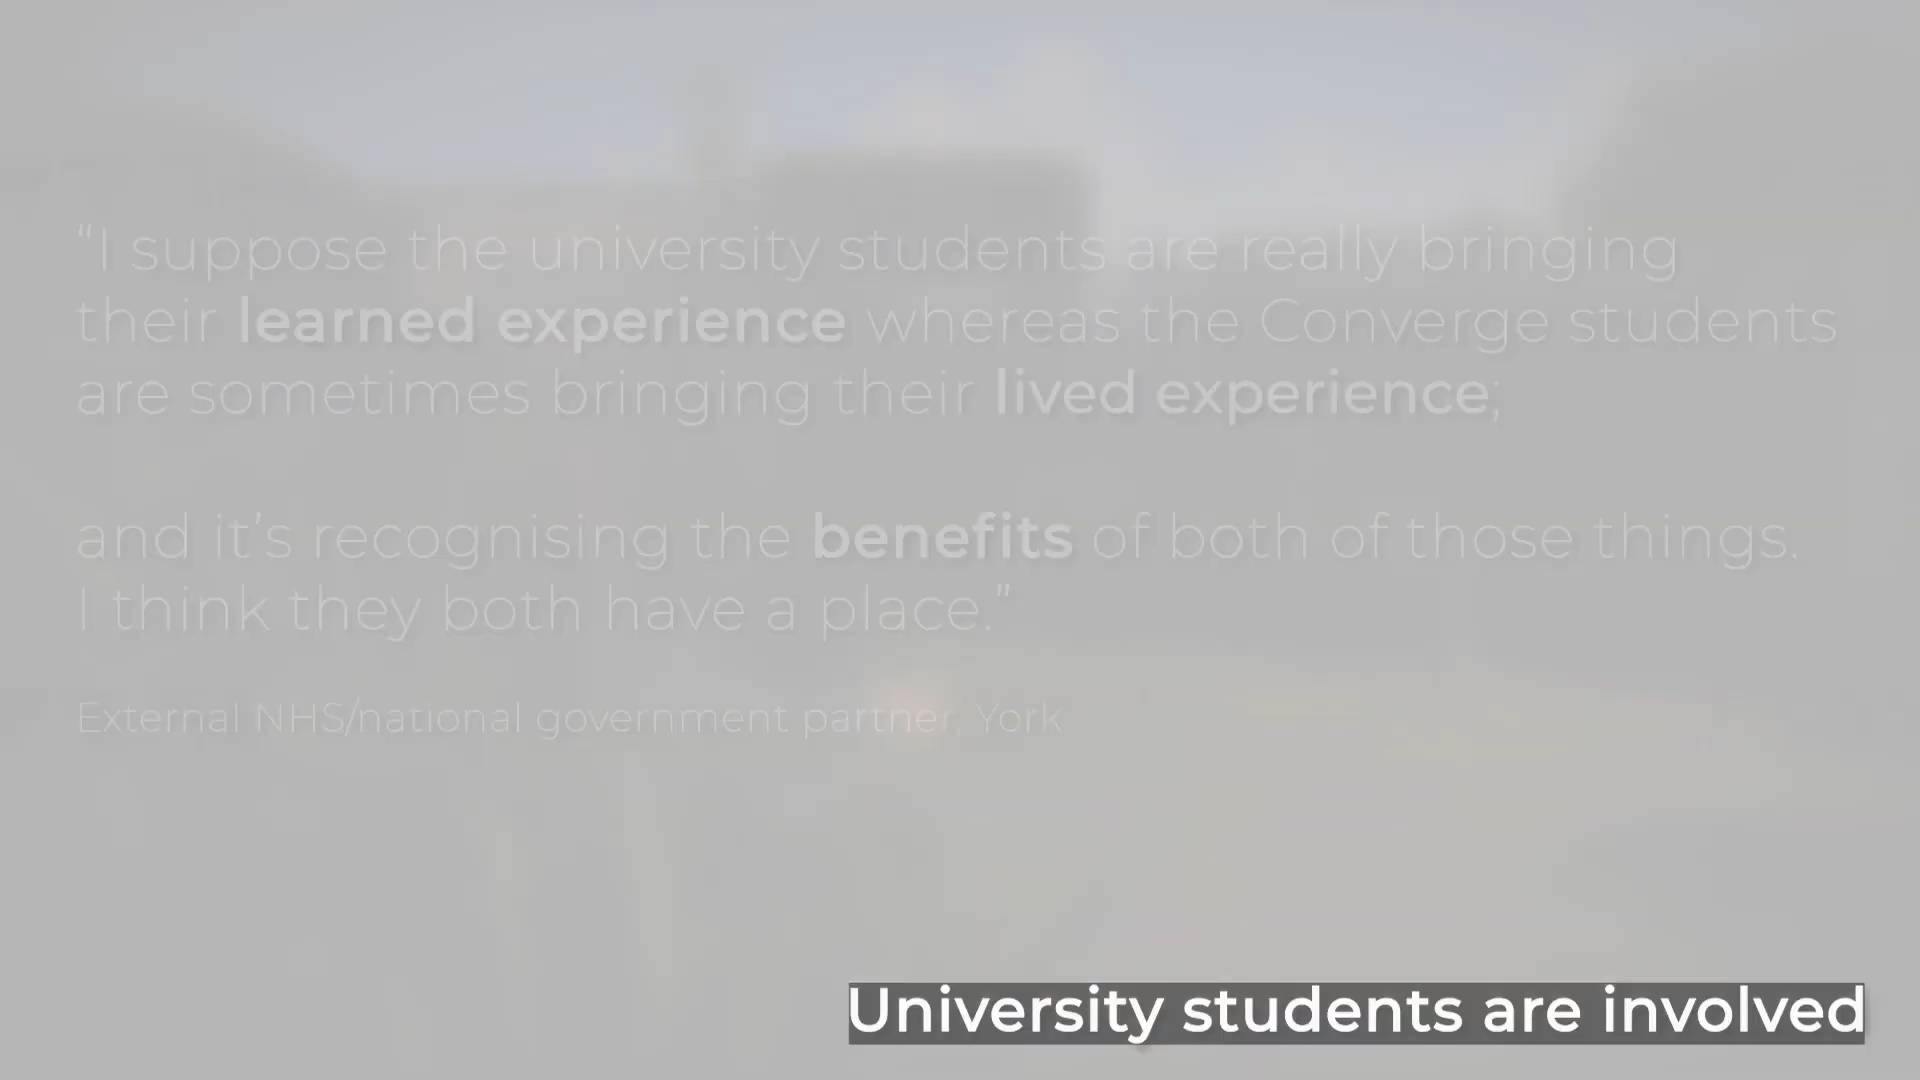 “I suppose the university students are really bringing
their learned experience whereas the Converge students
are sometimes bringing their lived experience;
and it’s recognising the benefits of both of those things.
I think they both have a place.”
External NHS/national government partner, York
University students are involved